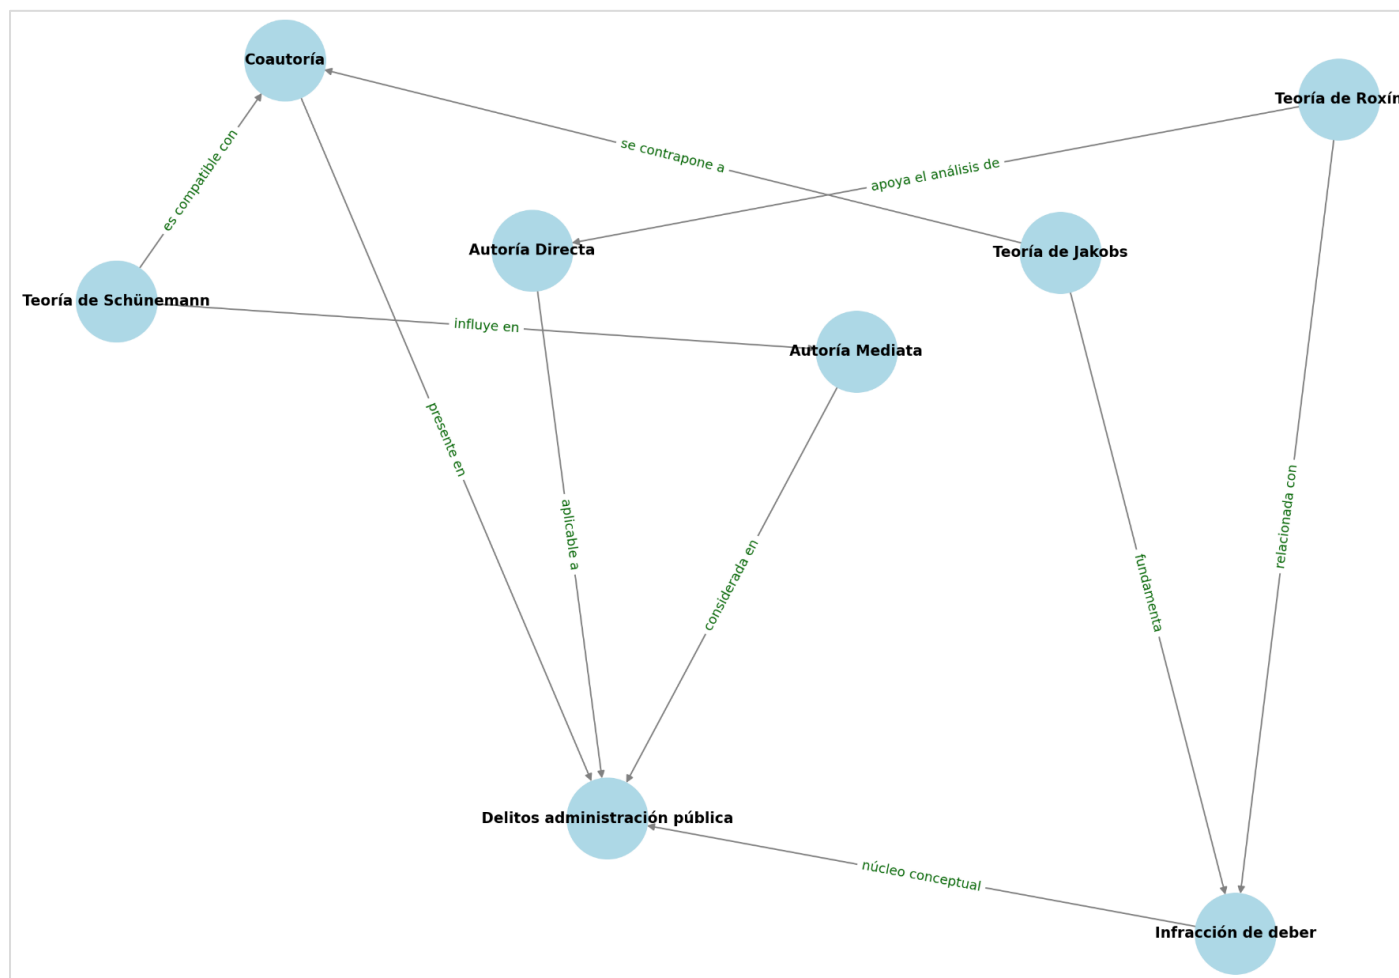 Coautoría
Teoría de Roxín
se contrapone a
es compatible con
apoya el análisis de
Autoría Directa
Teoría de Jakobs
Teoría de Schünemann
influye en
Autoría Mediata
presente en
aplicable a
considerada en
fundamenta
relacionada con
Delitos administración pública
núcleo conceptual
Infracción de deber